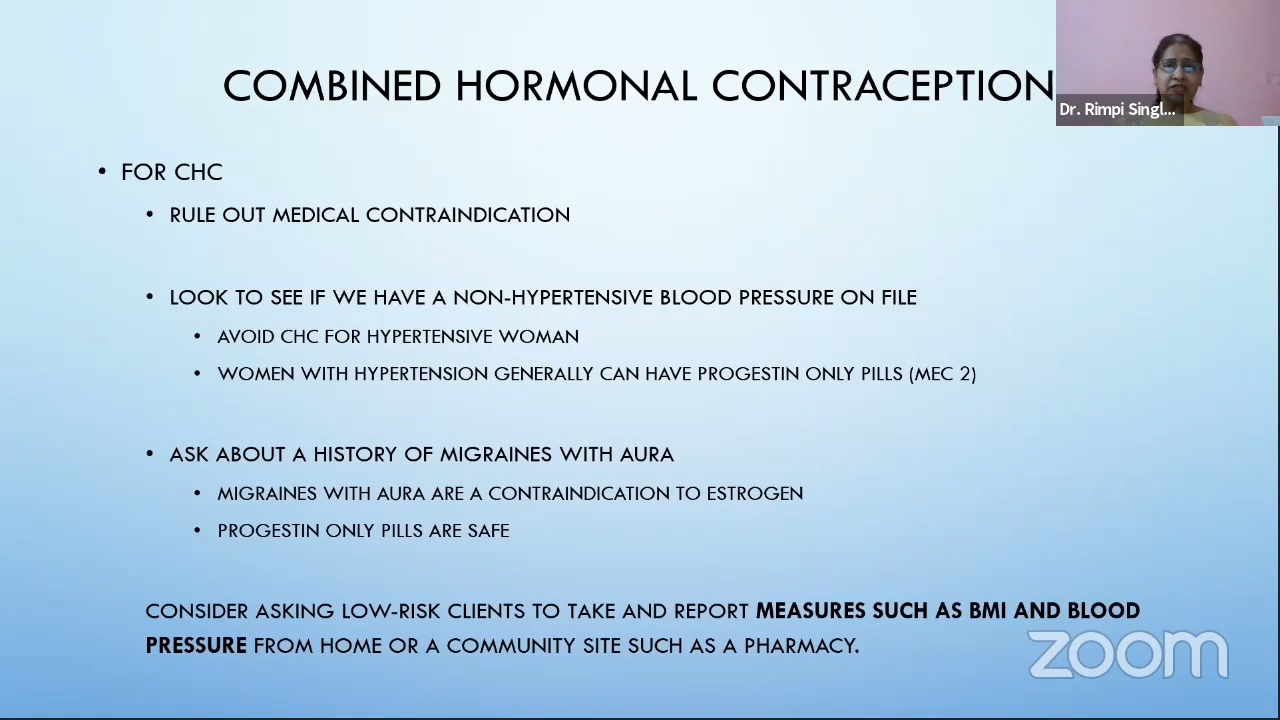 COMBINED HORMONAL CONTRACEPTION
Dr. Rimpi Singl...
• FOR CHC
• RULE OUT MEDICAL CONTRAINDICATION
• LOOK TO SEE IF WE HAVE A NON-HYPERTENSIVE BLOOD PRESSURE ON FILE
• AVOID CHC FOR HYPERTENSIVE WOMAN
• WOMEN WITH HYPERTENSION GENERALLY CAN HAVE PROGESTIN ONLY PILLS (MEC 2)
• ASK ABOUT A HISTORY OF MIGRAINES WITH AURA
• MIGRAINES WITH AURA ARE A CONTRAINDICATION TO ESTROGEN
• PROGESTIN ONLY PILLS ARE SAFE
CONSIDER ASKING LOW-RISK CLIENTS TO TAKE AND REPORT MEASURES SUCH AS BMI AND BLOOD
PRESSURE FROM HOME OR A COMMUNITY SITE SUCH AS A PHARMACY.
zoom